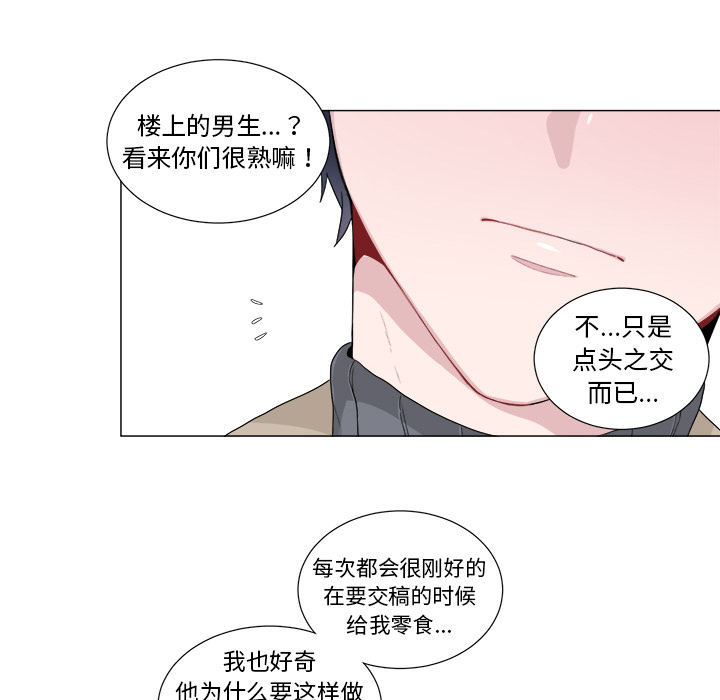 楼上的男生...？
看来你们很熟嘛！
不...只是
点头之交
而已...
每次都会很刚好的
在要交稿的时候
给我零食...
我也好奇
他为什么要这样做